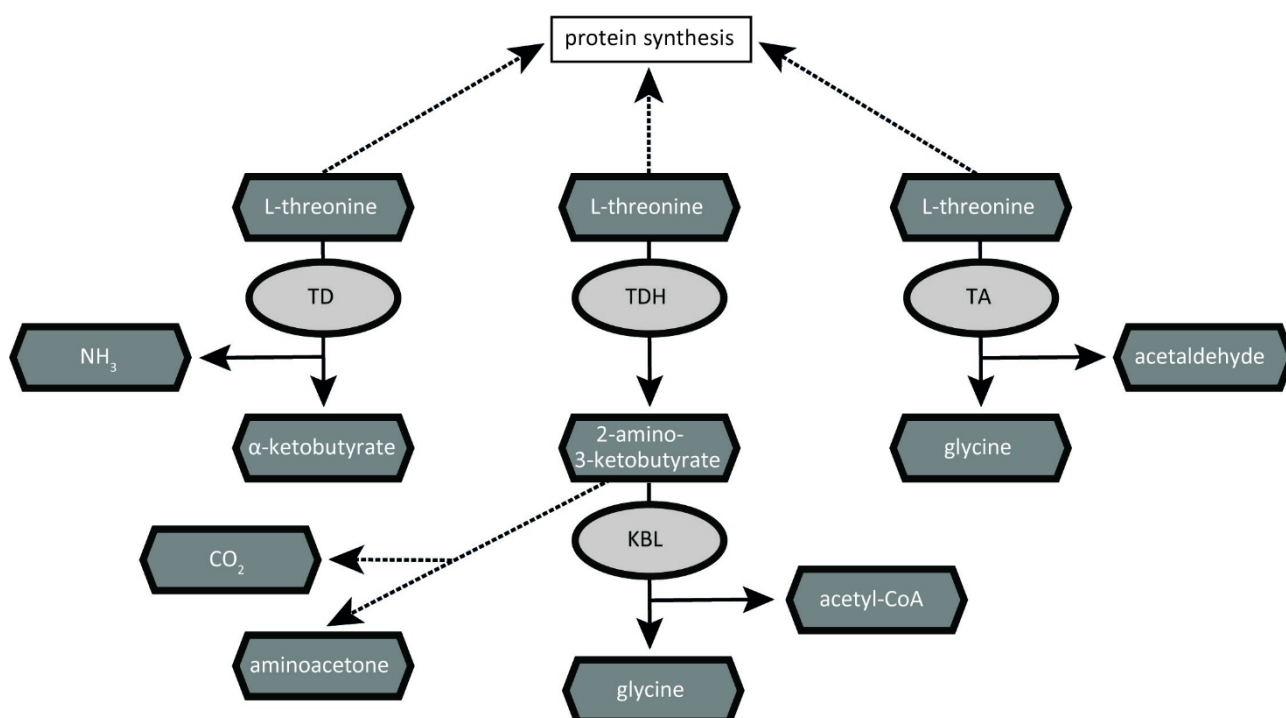 protein synthesis
L-threonine
L-threonine
L-threonine
TD
TDH
TA
NH₃
acetaldehyde
α-ketobutyrate
2-amino-
3-ketobutyrate
glycine
KBL
CO₂
acetyl-CoA
aminoacetone
glycine